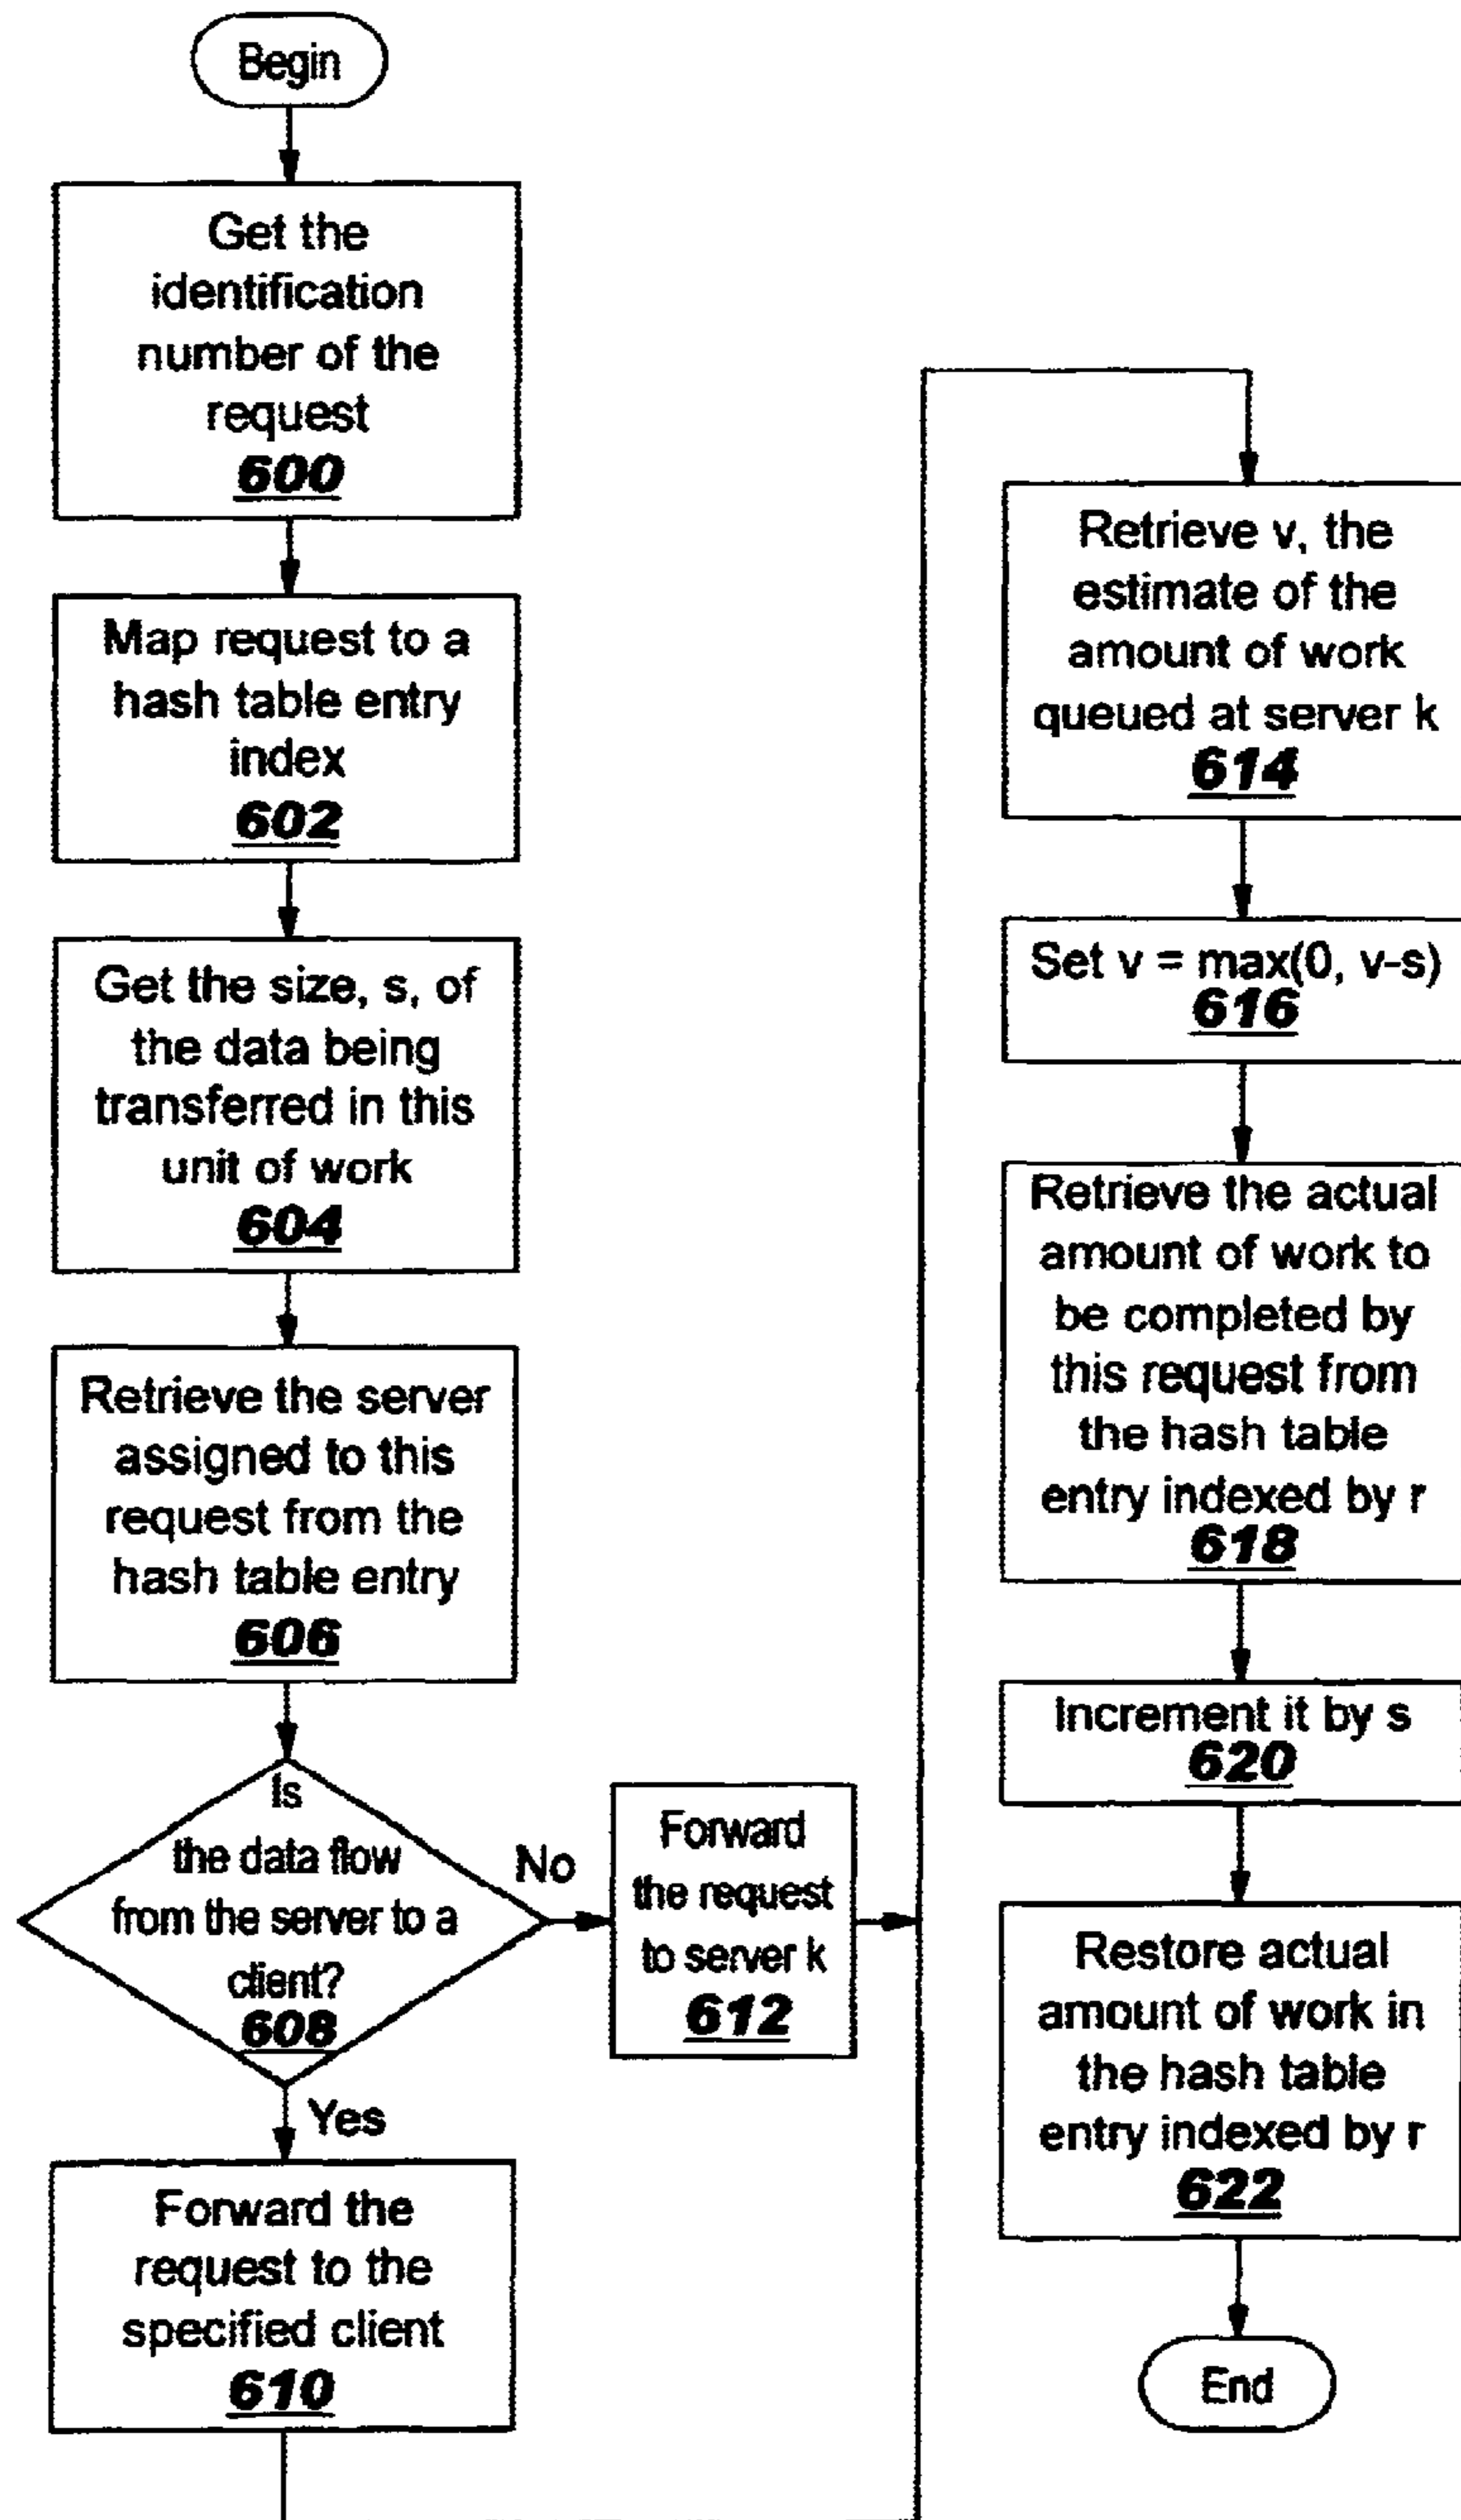 Begin
Get the
identification
number of the
request
600
Map request to a
hash table entry
index
602
Get the size, s, of
the data being
transferred in this
unit of work
604
Retrieve the server
assigned to this
request from the
hash table entry
606
Is
the data flow
from the server to a
client?
608
No
Yes
Forward the
request to the
specified client
610
Forward
the request
to server k
612
Retrieve v, the
estimate of the
amount of work
queued at server k
614
Set v = max(0, v-s)
616
Retrieve the actual
amount of work to
be completed by
this request from
the hash table
entry indexed by r
618
Increment it by s
620
Restore actual
amount of work in
the hash table
entry indexed by r
622
End